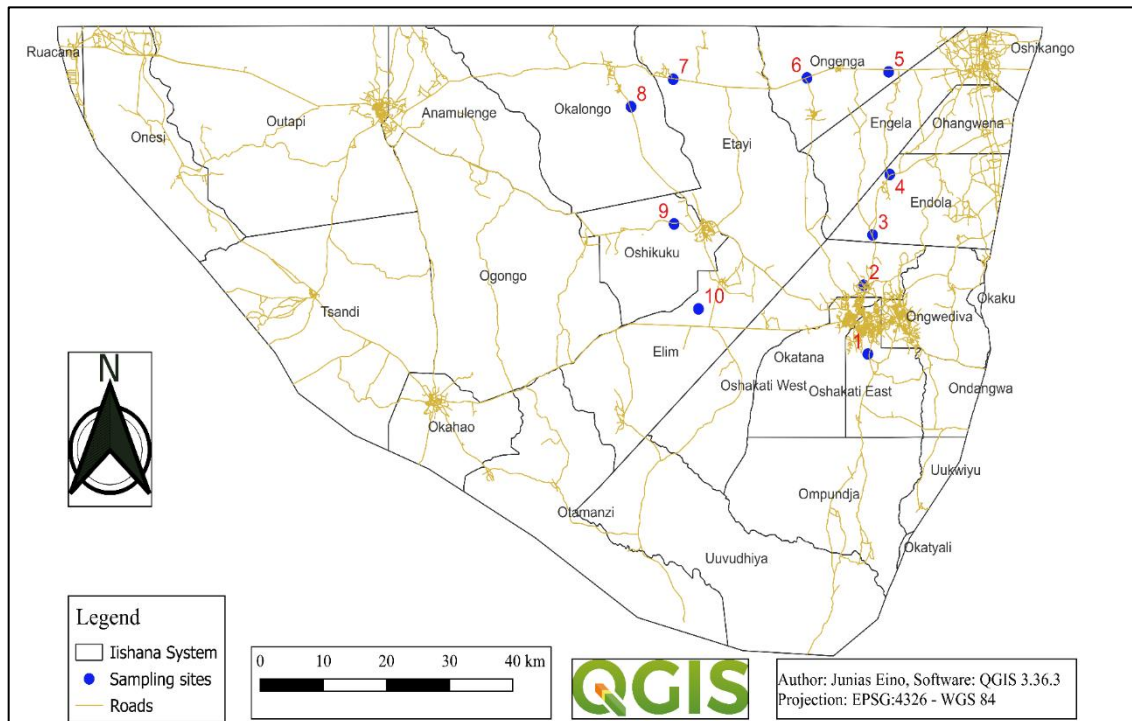 Ruacana
Onesi
Outapi
Anamulenge
Okalongo
8
7
6
Ongenga
5
Oshikango
Engela
Ohangwena
Etayi
4
Endola
3
9
Oshikuku
Ogongo
Tsandi
10
2
Okaku
Ongwediva
1
Elim
Okatana
Oshakati West
Oshakati East
Ondangwa
Okahao
Uukwiyu
Ompundja
Otamanzi
Okatyali
Uuvudhiya
N
Legend
Iishana System
Sampling sites
Roads
0 10 20 30 40 km
QGIS
Author: Junias Eino, Software: QGIS 3.36.3
Projection: EPSG:4326 - WGS 84